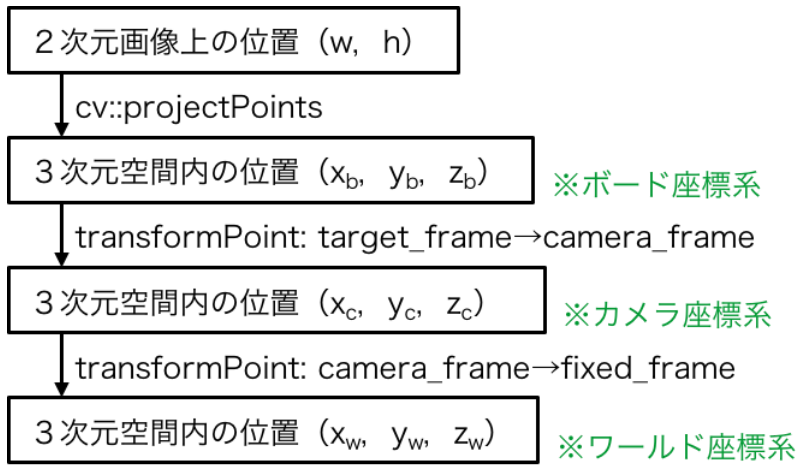 ２次元画像上の位置（w, h）
cv::projectPoints
３次元空間内の位置（xb, yb, zb）
※ボード座標系
transformPoint: target_frame→camera_frame
３次元空間内の位置（xc, yc, zc）
※カメラ座標系
transformPoint: camera_frame→fixed_frame
３次元空間内の位置（xw, yw, zw）
※ワールド座標系